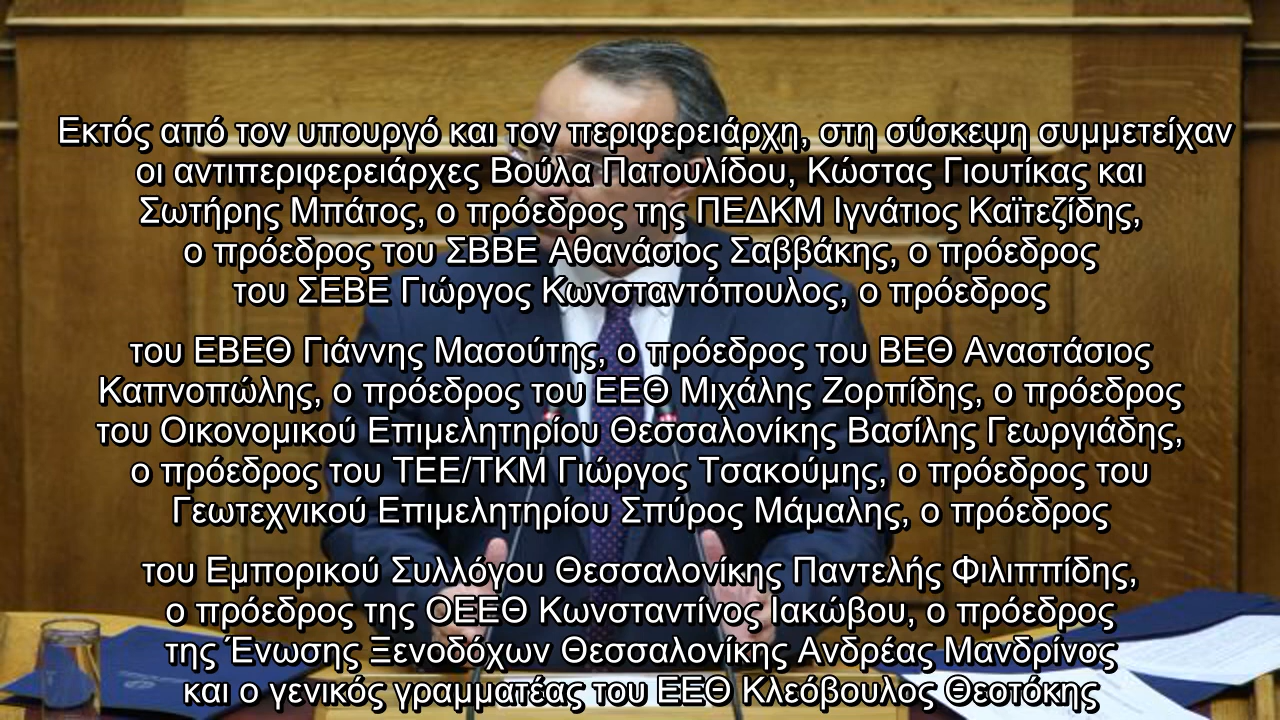 Εκτός από τον υπουργό και τον περιφερειάρχη, στη σύσκεψη συμμετείχαν
οι αντιπεριφερειάρχες Βούλα Πατουλίδου, Κώστας Γιουτίκας και
Σωτήρης Μπάτος, ο πρόεδρος της ΠΕΔΚΜ Ιγνάτιος Καϊτεζίδης,
ο πρόεδρος του ΣΒΒΕ Αθανάσιος Σαββάκης, ο πρόεδρος
του ΣΕΒΕ Γιώργος Κωνσταντόπουλος, ο πρόεδρος
του ΕΒΕΘ Γιάννης Μασούτης, ο πρόεδρος του ΒΕΘ Αναστάσιος
Καπνοπώλης, ο πρόεδρος του ΕΕΘ Μιχάλης Ζορπίδης, ο πρόεδρος
του Οικονομικού Επιμελητηρίου Θεσσαλονίκης Βασίλης Γεωργιάδης,
ο πρόεδρος του ΤΕΕ/ΤΚΜ Γιώργος Τσακούμης, ο πρόεδρος του
Γεωτεχνικού Επιμελητηρίου Σπύρος Μάμαλης, ο πρόεδρος
του Εμπορικού Συλλόγου Θεσσαλονίκης Παντελής Φιλιππίδης,
ο πρόεδρος της ΟΕΕΘ Κωνσταντίνος Ιακώβου, ο πρόεδρος
της Ένωσης Ξενοδόχων Θεσσαλονίκης Ανδρέας Μανδρίνος
και ο γενικός γραμματέας του ΕΕΘ Κλεόβουλος Θεοτόκης